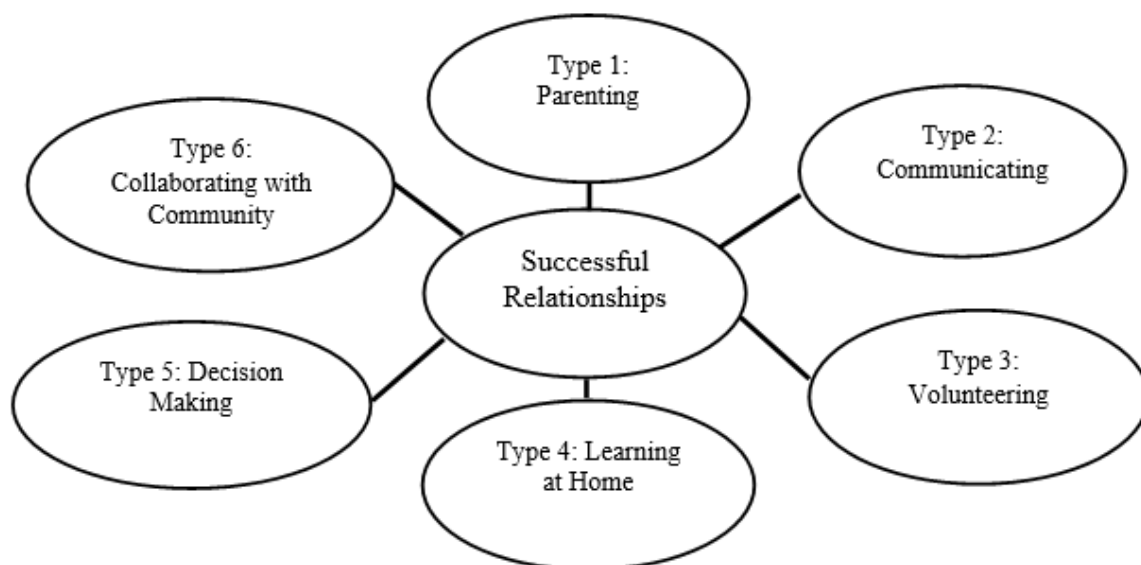 Type 1:
Parenting
Type 2:
Communicating
Type 6:
Collaborating with
Community
Successful
Relationships
Type 3:
Volunteering
Type 5: Decision
Making
Type 4: Learning
at Home